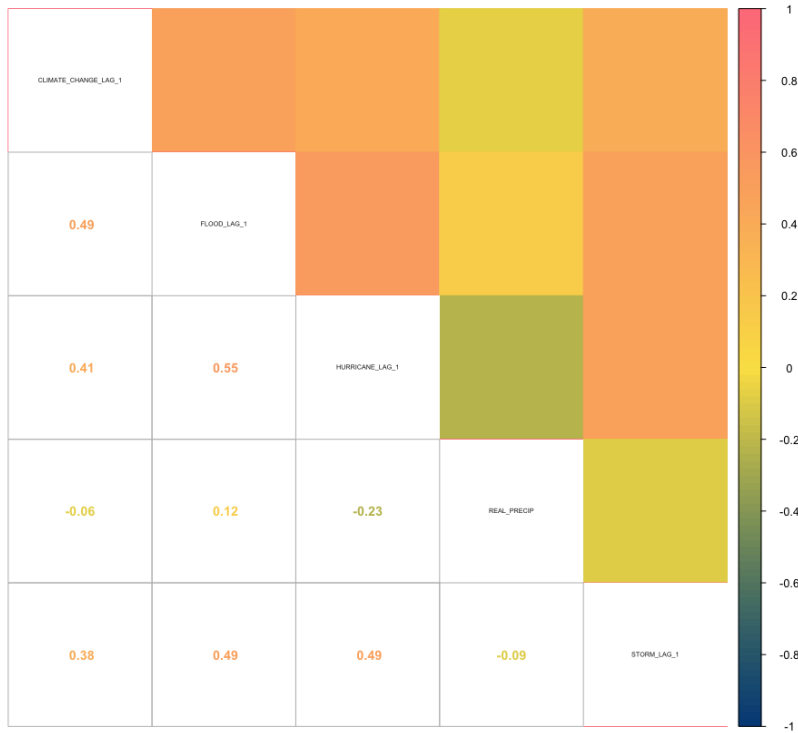 CLIMATE_CHANGE_LAG_1
0.49 FLOOD_LAG_1
0.41 0.55 HURRICANE_LAG_1
-0.06 0.12 -0.23 REAL_PRECIP
0.38 0.49 0.49 -0.09 STORM_LAG_1
1
0.8
0.6
0.4
0.2
0
-0.2
-0.4
-0.6
-0.8
-1